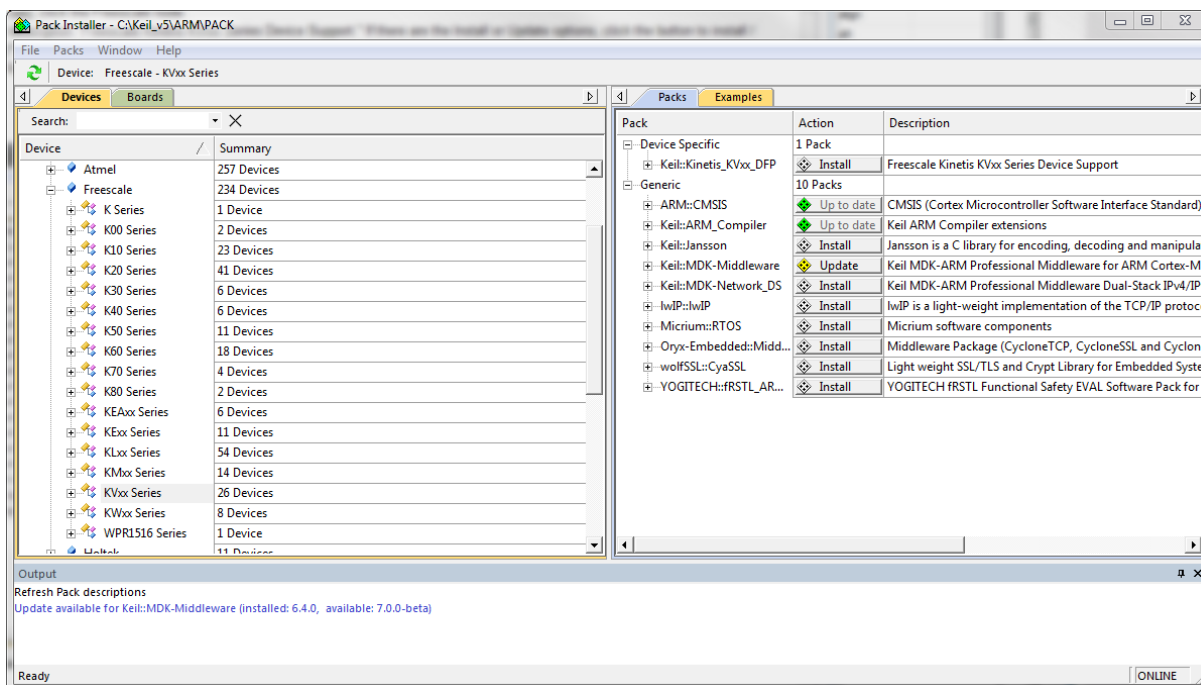 Pack Installer - C:\Keil_v5\ARM\PACK
File Packs Window Help
Device: Freescale - KVxx Series
Devices Boards
Search:
Device / Summary
Atmel 257 Devices
Freescale 234 Devices
K Series 1 Device
K00 Series 2 Devices
K10 Series 23 Devices
K20 Series 41 Devices
K30 Series 6 Devices
K40 Series 6 Devices
K50 Series 11 Devices
K60 Series 18 Devices
K70 Series 4 Devices
K80 Series 2 Devices
KEAxx Series 6 Devices
KExx Series 11 Devices
KLxx Series 54 Devices
KMxx Series 14 Devices
KVxx Series 26 Devices
KWxx Series 8 Devices
WPR1516 Series 1 Device
Holtek 11 Devices
Packs Examples
Pack Action Description
Device Specific 1 Pack
Keil::Kinetis_KVxx_DFP Install Freescale Kinetis KVxx Series Device Support
Generic 10 Packs
ARM::CMSIS Up to date CMSIS (Cortex Microcontroller Software Interface Standard)
Keil::ARM_Compiler Up to date Keil ARM Compiler extensions
Keil::Jansson Install Jansson is a C library for encoding, decoding and manipula
Keil::MDK-Middleware Update Keil MDK-ARM Professional Middleware for ARM Cortex-M
Keil::MDK-Network_DS Install Keil MDK-ARM Professional Middleware Dual-Stack IPv4/IP
lwIP::lwIP Install lwIP is a light-weight implementation of the TCP/IP protoc
Micrium::RTOS Install Micrium software components
Oryx-Embedded::Midd... Install Middleware Package (CycloneTCP, CycloneSSL and Cyclon
wolfSSL::CyaSSL Install Light weight SSL/TLS and Crypt Library for Embedded Syste
YOGITECH::fRSTL_AR... Install YOGITECH fRSTL Functional Safety EVAL Software Pack for
Output
Refresh Pack descriptions
Update available for Keil::MDK-Middleware (installed: 6.4.0, available: 7.0.0-beta)
Ready ONLINE